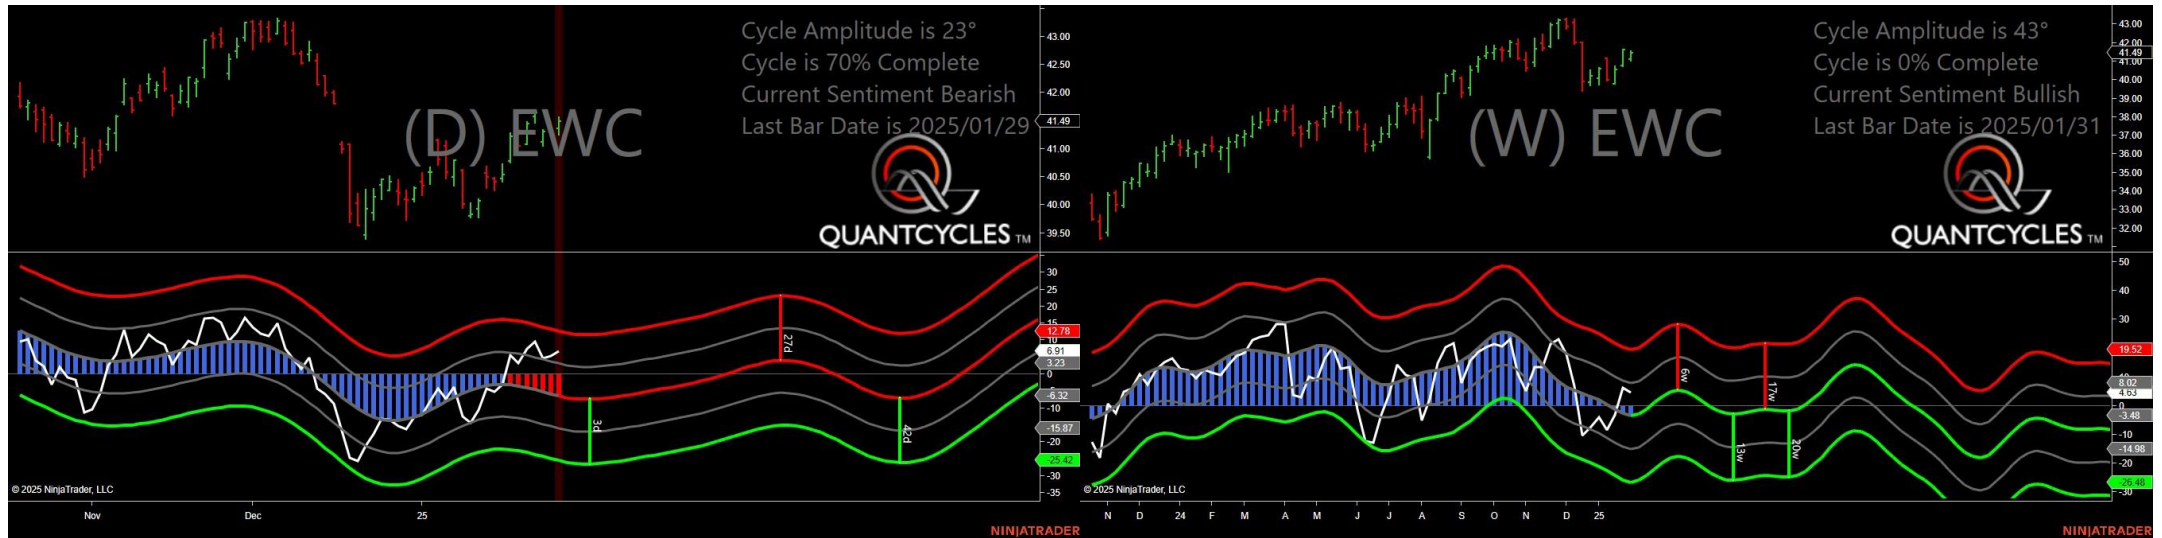 Cycle Amplitude is 23°
Cycle is 70% Complete
Current Sentiment Bearish
Last Bar Date is 2025/01/29
(D) EWC
QUANTCYCLES TM
43.00
42.50
42.00
41.49
41.00
40.50
40.00
39.50
30
25
20
15
12.78
10
6.91
3.23
0
-6.32
-10
-15.87
-20
-25.42
-30
-35
27d
3d
42d
© 2025 NinjaTrader, LLC
Nov
Dec
25
NINJATRADER
Cycle Amplitude is 43°
Cycle is 0% Complete
Current Sentiment Bullish
Last Bar Date is 2025/01/31
(W) EWC
QUANTCYCLES TM
43.00
42.00
41.49
41.00
40.00
39.00
38.00
37.00
36.00
35.00
34.00
33.00
32.00
50
40
30
19.52
8.02
4.63
0
-3.48
-10
-14.98
-20
-26.48
-30
6w
17w
13w
20w
© 2025 NinjaTrader, LLC
N D 24 F M A M J J A S O N D 25
NINJATRADER